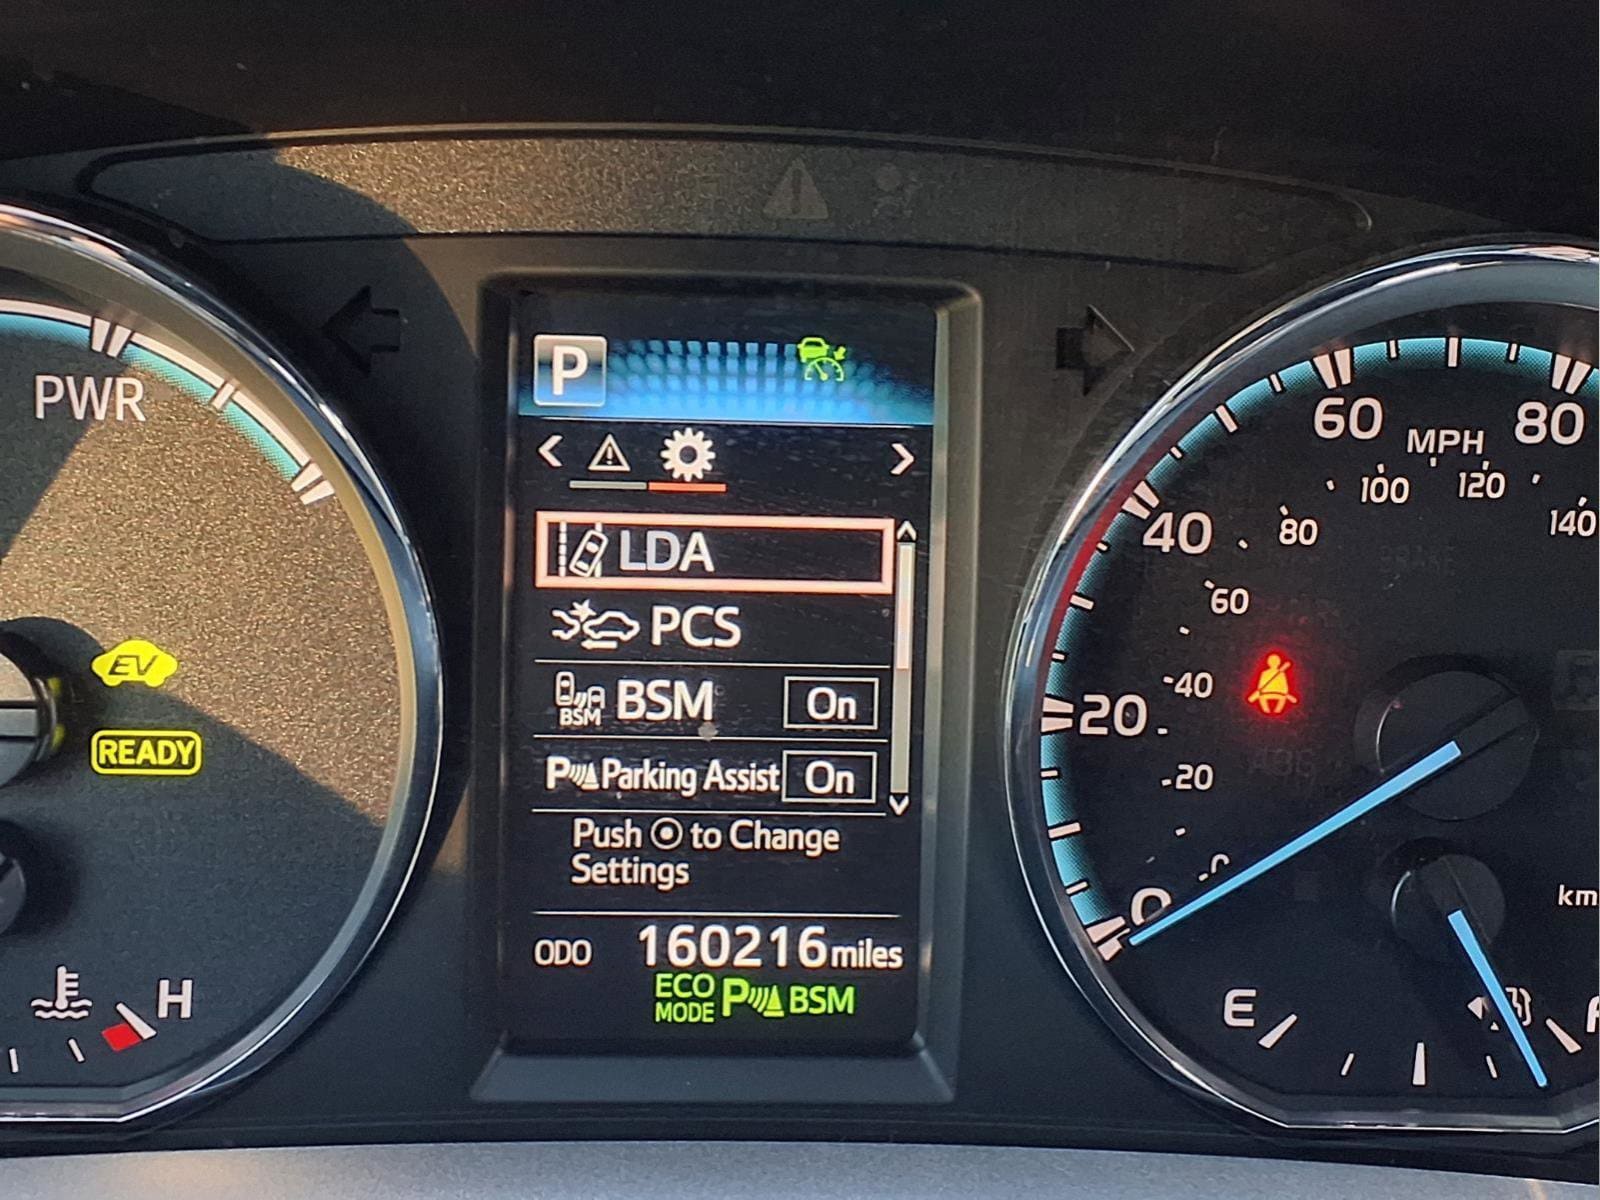 PWR
EV
READY
H
P
LDA
PCS
BSM BSM On
P Parking Assist On
Push to Change
Settings
ODO 160216 miles
ECO
MODE P BSM
60 MPH 80
100 120
140
40 80
60
20 40
20
0 0
km
E